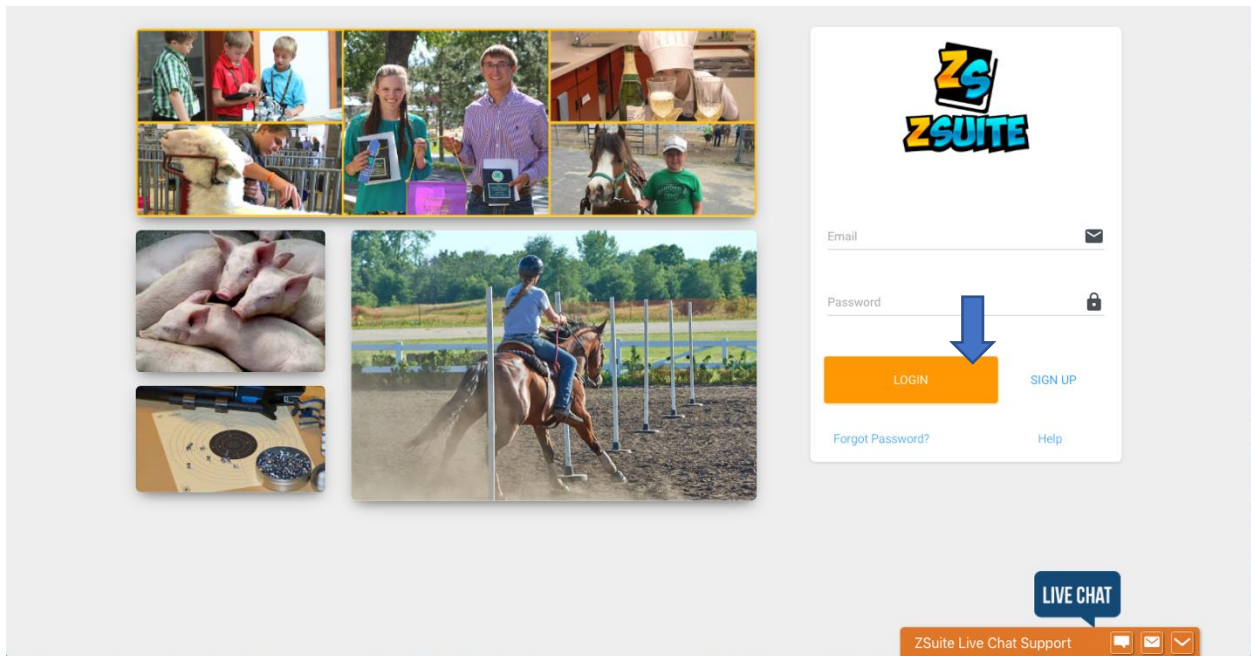 ZS
ZSUITE
Email
Password
LOGIN
SIGN UP
Forgot Password?
Help
LIVE CHAT
ZSuite Live Chat Support